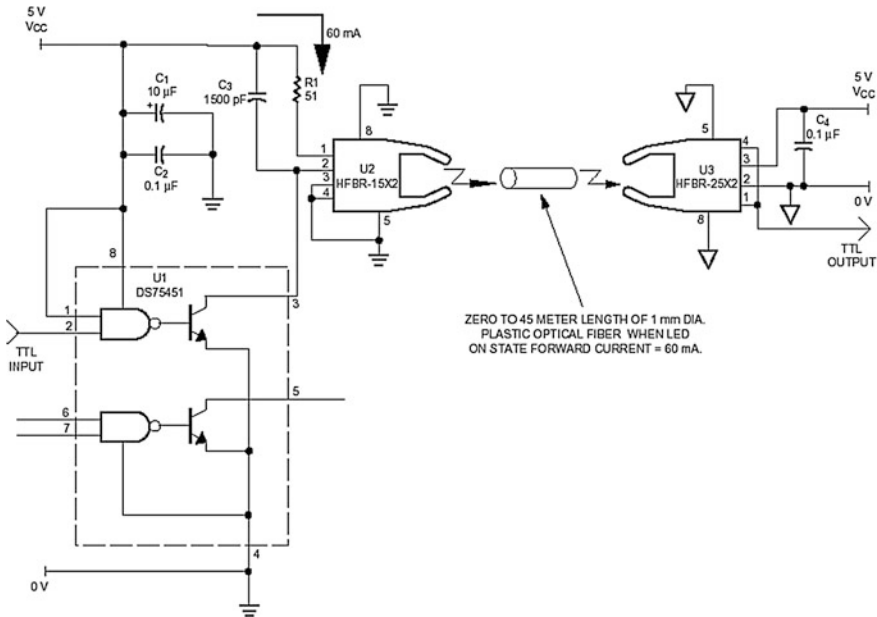 5 V
VCC
60 mA
C1
10 µF
+
C2
0.1 µF
C3
1500 pF
R1
51
8
1
2
3
4
U2
HFBR-15X2
5
5
U3
HFBR-25X2
4
3
2
1
8
C4
0.1 µF
5 V
VCC
0 V
TTL
OUTPUT
ZERO TO 45 METER LENGTH OF 1 mm DIA.
PLASTIC OPTICAL FIBER WHEN LED
ON STATE FORWARD CURRENT = 60 mA.
8
U1
DS75451
1
2
3
TTL
INPUT
5
6
7
4
0 V